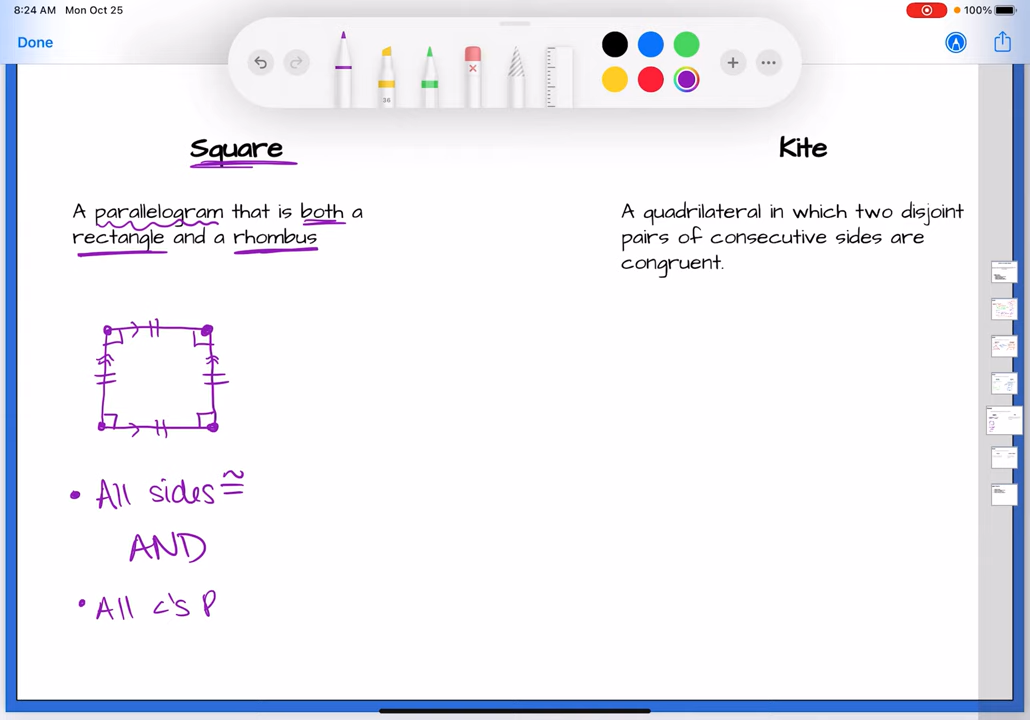 8:24 AM Mon Oct 25
100%
Done
36
Square
Kite
A parallelogram that is both a
rectangle and a rhombus
A quadrilateral in which two disjoint
pairs of consecutive sides are
congruent.
• All sides ≅
AND
• All <'s R